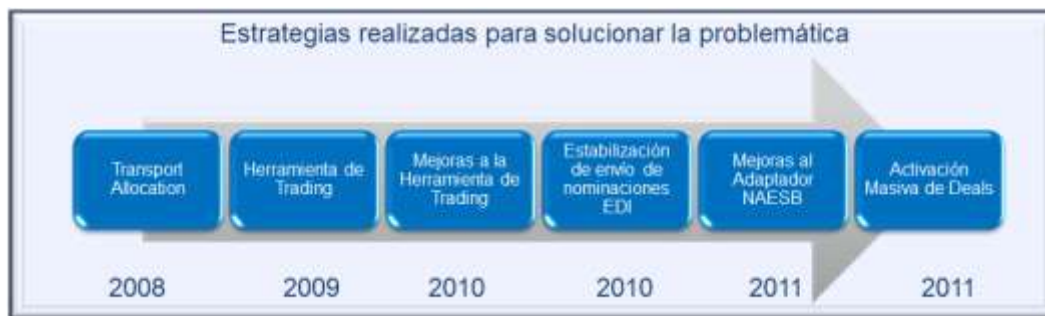 Estrategias realizadas para solucionar la problemática
Transport
Allocation
Herramienta de
Trading
Mejoras a la
Herramienta de
Trading
Estabilización
de envío de
nominaciones
EDI
Mejoras al
Adaptador
NAESB
Activación
Masiva de Deals
2008
2009
2010
2010
2011
2011